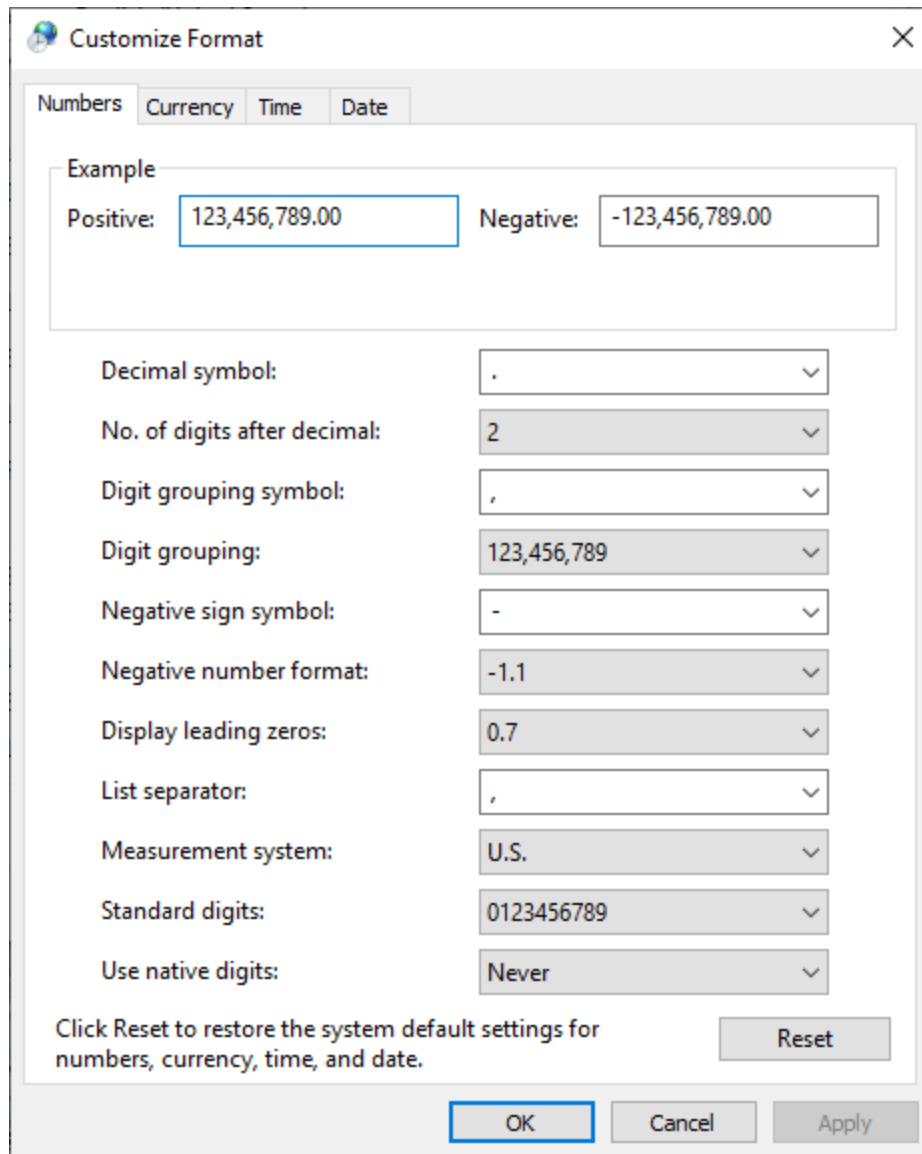 Customize Format
Numbers Currency Time Date
Example
Positive: 123,456,789.00 Negative: -123,456,789.00
Decimal symbol: .
No. of digits after decimal: 2
Digit grouping symbol: ,
Digit grouping: 123,456,789
Negative sign symbol: -
Negative number format: -1.1
Display leading zeros: 0.7
List separator: ,
Measurement system: U.S.
Standard digits: 0123456789
Use native digits: Never
Click Reset to restore the system default settings for
numbers, currency, time, and date.
Reset
OK Cancel Apply